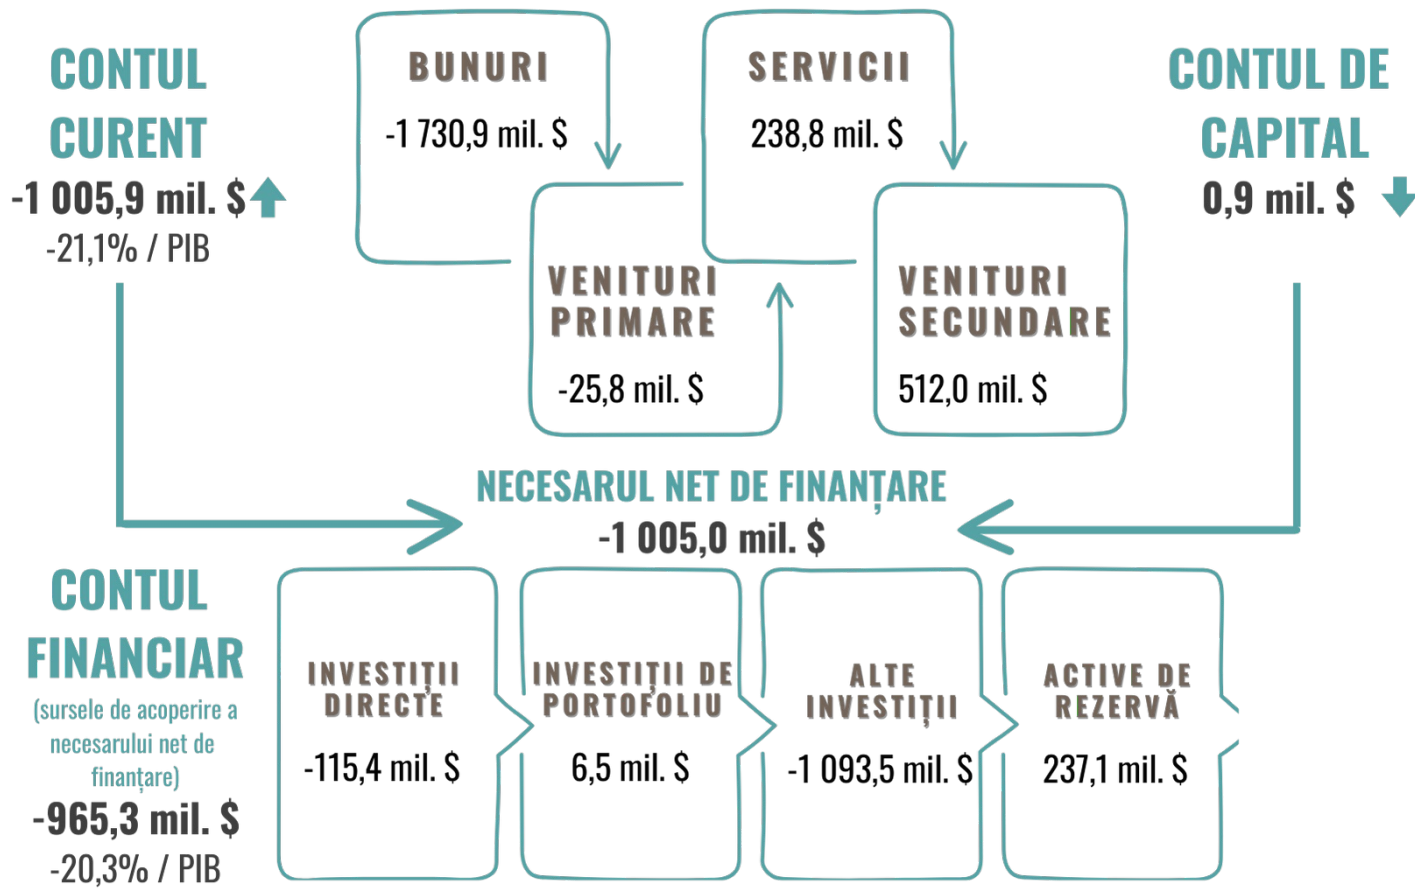 CONTUL
CURENT
-1 005,9 mil. $
-21,1% / PIB
BUNURI
-1 730,9 mil. $
SERVICII
238,8 mil. $
CONTUL DE
CAPITAL
0,9 mil. $
VENITURI
PRIMARE
-25,8 mil. $
VENITURI
SECUNDARE
512,0 mil. $
NECESARUL NET DE FINANȚARE
-1 005,0 mil. $
CONTUL
FINANCIAR
(sursele de acoperire a
necesarului net de
finanțare)
-965,3 mil. $
-20,3% / PIB
INVESTIȚII
DIRECTE
-115,4 mil. $
INVESTIȚII DE
PORTOFOLIU
6,5 mil. $
ALTE
INVESTIȚII
-1 093,5 mil. $
ACTIVE DE
REZERVĂ
237,1 mil. $